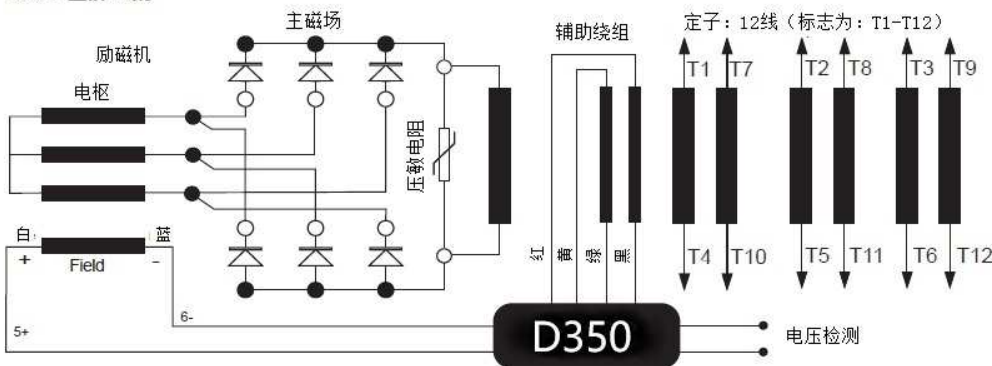 主磁场
辅助绕组
定子：12线（标志为：T1-T12）
励磁机
电枢
压敏电阻
T1 T7 T2 T8 T3 T9
白 蓝
+ Field -
红 黄 绿 黑
T4 T10 T5 T11 T6 T12
5+
6-
D350
电压检测